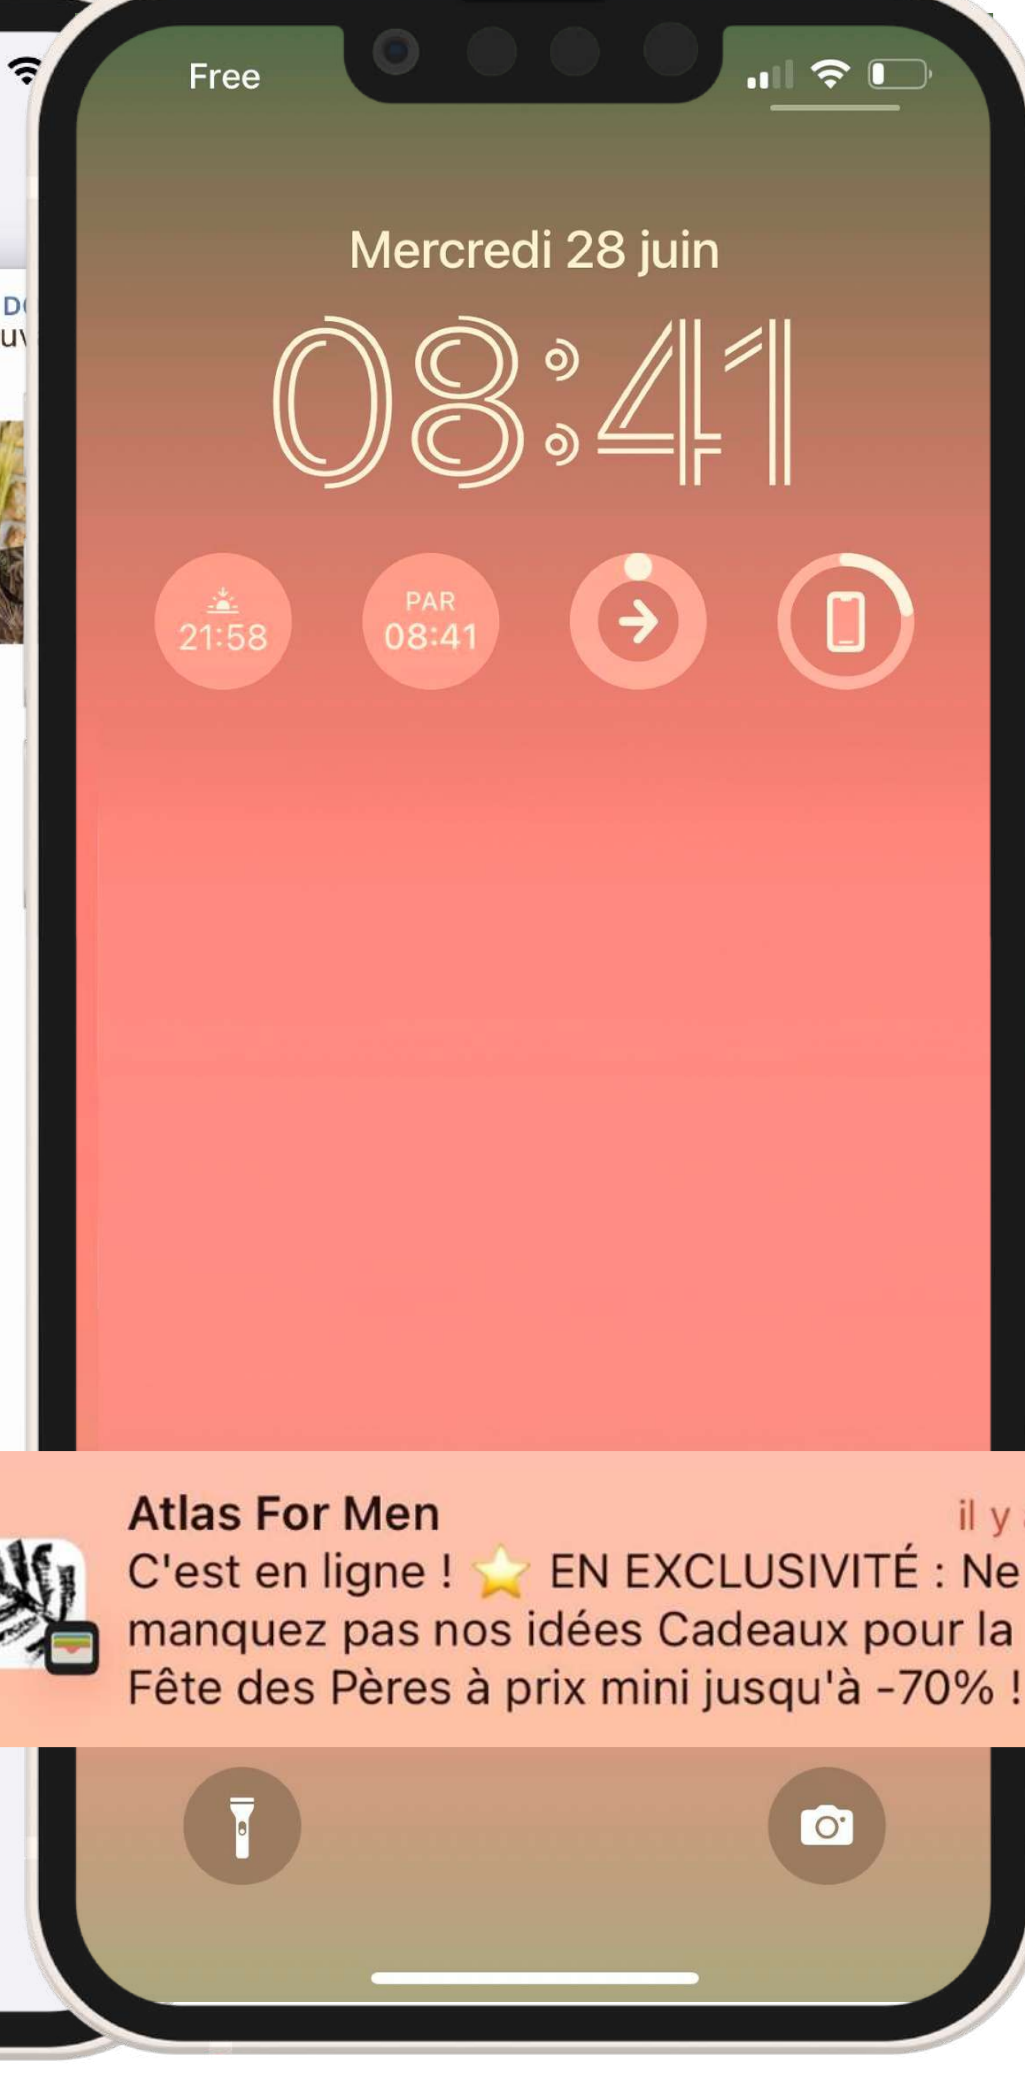 Free
Mercredi 28 juin
08:41
21:58
PAR
08:41
Atlas For Men
il y
C'est en ligne ! ⭐ EN EXCLUSIVITÉ : Ne
manquez pas nos idées Cadeaux pour la
Fête des Pères à prix mini jusqu'à -70% !